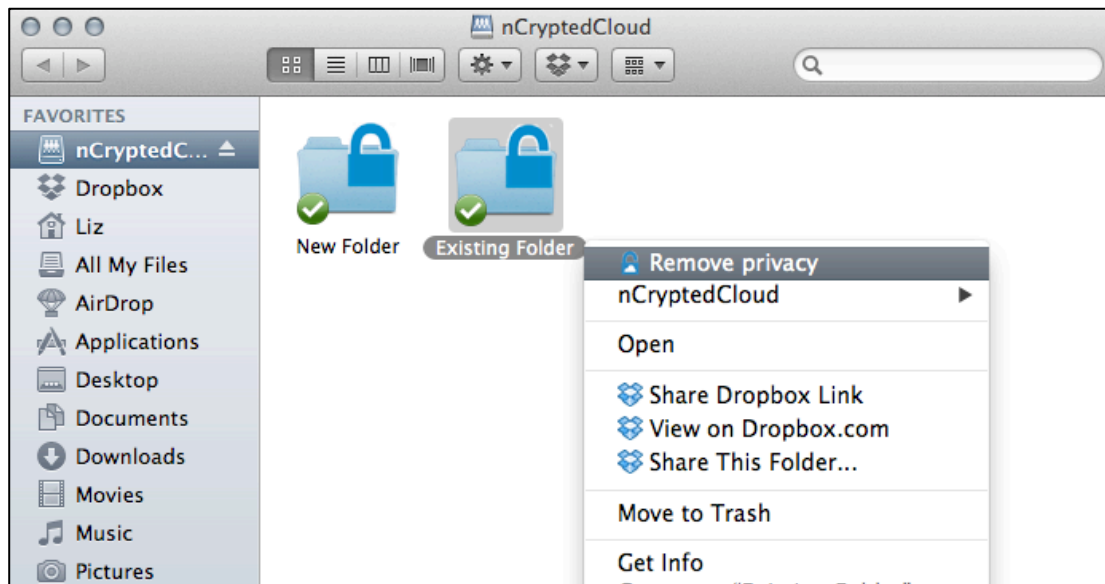 nCryptedCloud
FAVORITES
nCryptedC...
Dropbox
Liz
All My Files
AirDrop
Applications
Desktop
Documents
Downloads
Movies
Music
Pictures
New Folder
Existing Folder
Remove privacy
nCryptedCloud
Open
Share Dropbox Link
View on Dropbox.com
Share This Folder...
Move to Trash
Get Info